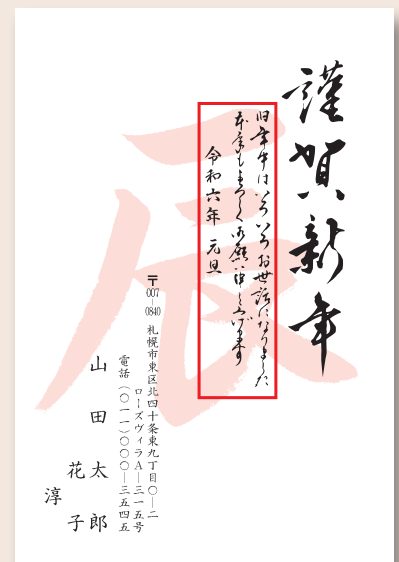 謹賀新年
旧年中はいろいろお世話になりました
本年もよろしく御願い申し上げます
令和六年 元旦
辰
〒007-0840 札幌市東区北四十条東九丁目〇―二
ローズヴィラA―三一五号
電話(〇一一)〇〇〇―三五四五
山田太郎
花子
淳